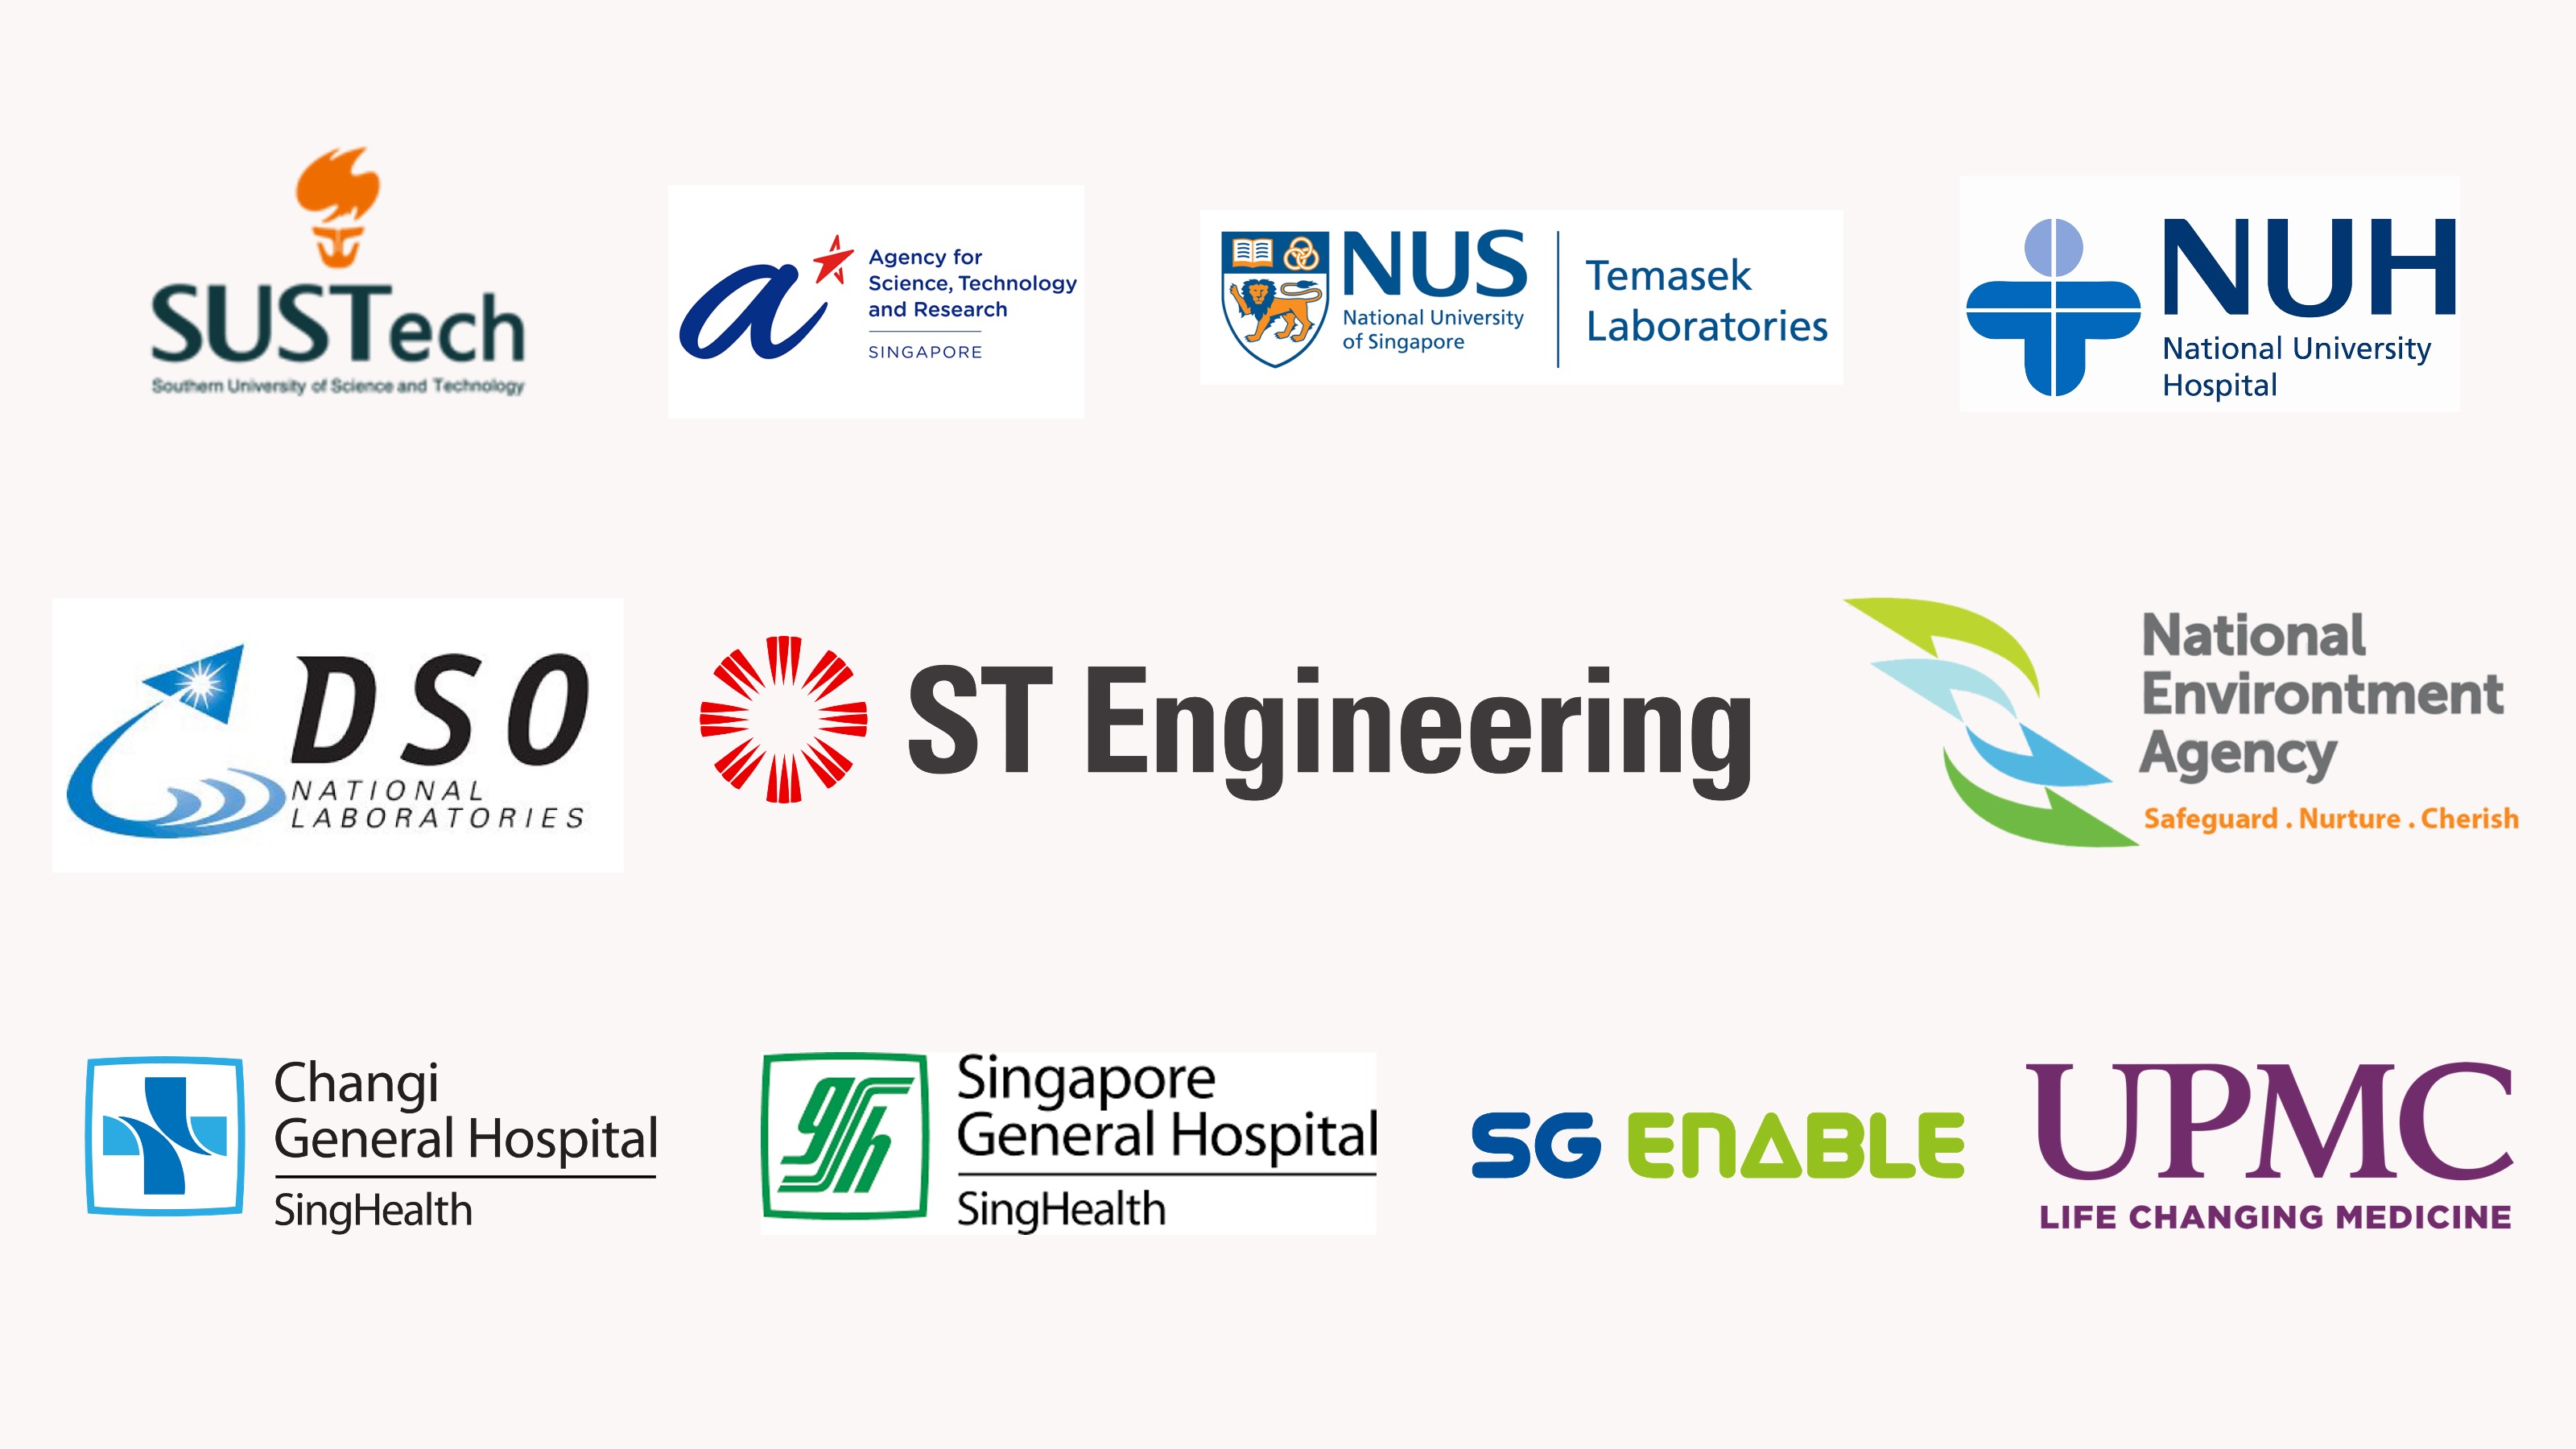 SUSTech
Southern University of Science and Technology
a
Agency for
Science, Technology
and Research
SINGAPORE
NUS
National University
of Singapore
Temasek
Laboratories
NUH
National University
Hospital
DSO
NATIONAL
LABORATORIES
ST Engineering
National
Environtment
Agency
Safeguard . Nurture . Cherish
Changi
General Hospital
SingHealth
gsh
Singapore
General Hospital
SingHealth
SG ENABLE
UPMC
LIFE CHANGING MEDICINE